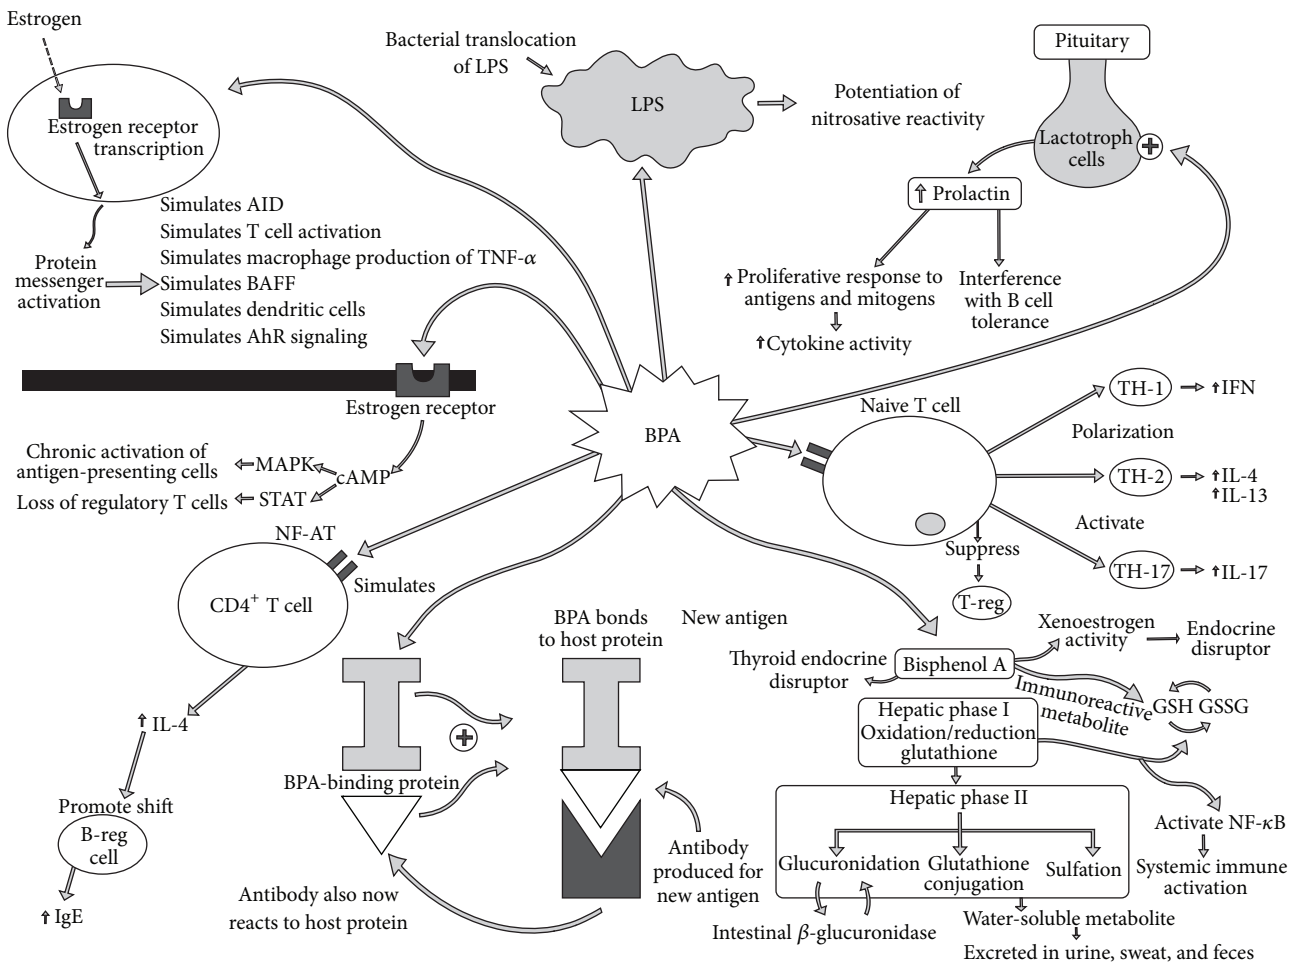 Estrogen
Estrogen receptor
transcription
Protein
messenger
activation
Simulates AID
Simulates T cell activation
Simulates macrophage production of TNF-α
Simulates BAFF
Simulates dendritic cells
Simulates AhR signaling
Bacterial translocation
of LPS
LPS
Potentiation of
nitrosative reactivity
Pituitary
Lactotroph
cells
Prolactin
Proliferative response to
antigens and mitogens
Cytokine activity
Interference
with B cell
tolerance
Estrogen receptor
Chronic activation of
antigen-presenting cells
MAPK
cAMP
Loss of regulatory T cells
STAT
BPA
Naive T cell
TH-1
IFN
Polarization
TH-2
IL-4
IL-13
Activate
TH-17
IL-17
Suppress
T-reg
NF-AT
Simulates
CD4+ T cell
IL-4
Promote shift
B-reg
cell
IgE
BPA-binding protein
BPA bonds
to host protein
New antigen
Antibody
produced for
new antigen
Antibody also now
reacts to host protein
Thyroid endocrine
disruptor
Bisphenol A
Xenoestrogen
activity
Endocrine
disruptor
Immunoreactive
metabolite
GSH GSSG
Hepatic phase I
Oxidation/reduction
glutathione
Hepatic phase II
Glucuronidation
Glutathione
conjugation
Sulfation
Activate NF-κB
Systemic immune
activation
Intestinal β-glucuronidase
Water-soluble metabolite
Excreted in urine, sweat, and feces